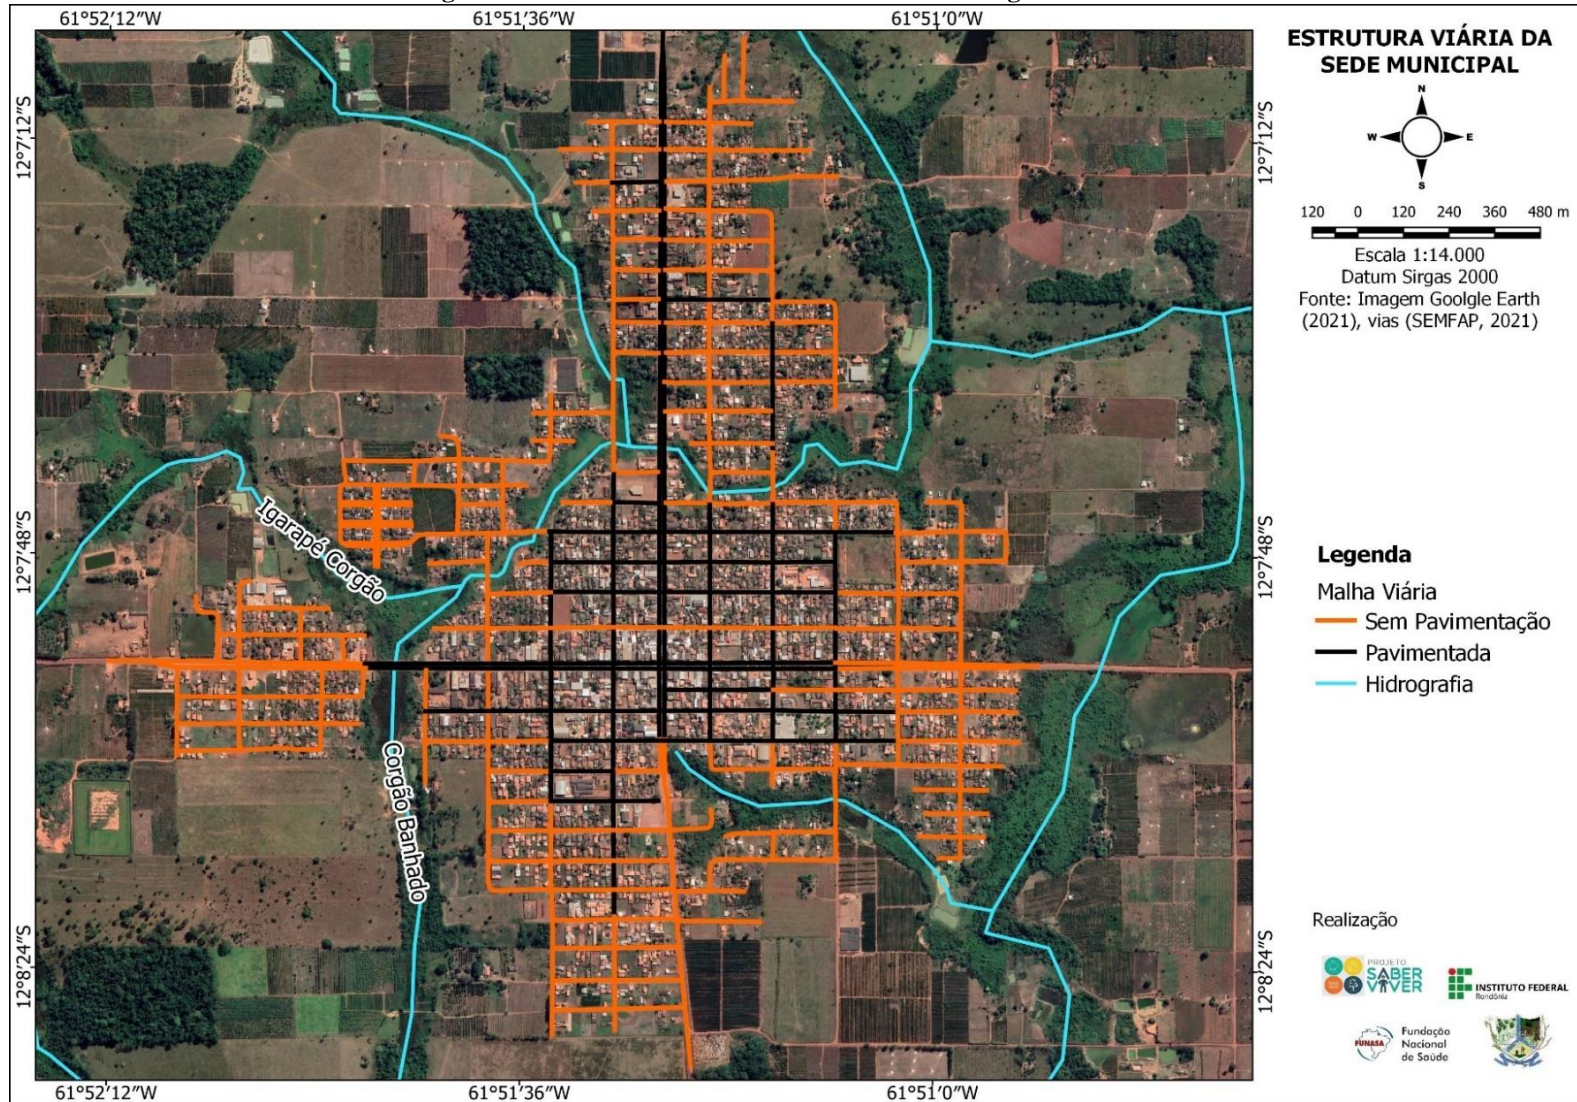 61°52'12"W
61°51'36"W
61°51'0"W
12°7'12"S
12°7'48"S
12°8'24"S
Igarapé Corgão
Corgão Banhado
12°7'12"S
12°7'48"S
12°8'24"S
61°52'12"W
61°51'36"W
61°51'0"W
ESTRUTURA VIÁRIA DA
SEDE MUNICIPAL
N
W
E
S
120 0 120 240 360 480 m
Escala 1:14.000
Datum Sirgas 2000
Fonte: Imagem Goolgle Earth
(2021), vias (SEMFAP, 2021)
Legenda
Malha Viária
Sem Pavimentação
Pavimentada
Hidrografia
Realização
PROJETO
SABER
VIVER
INSTITUTO FEDERAL
Rondônia
FUNASA
Fundação
Nacional
de Saúde